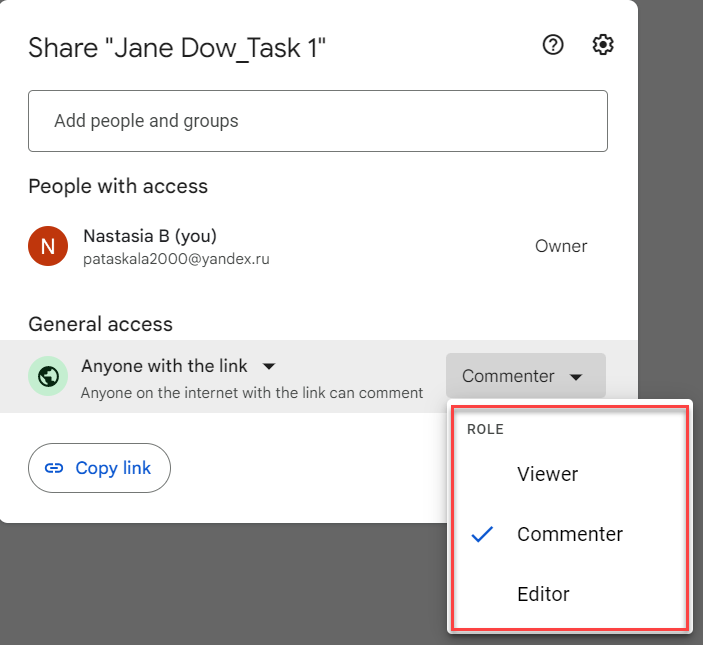 Share "Jane Dow_Task 1"
Add people and groups
People with access
N
Nastasia B (you)
pataskala2000@yandex.ru
Owner
General access
Anyone with the link
Anyone on the internet with the link can comment
Commenter
Copy link
ROLE
Viewer
Commenter
Editor